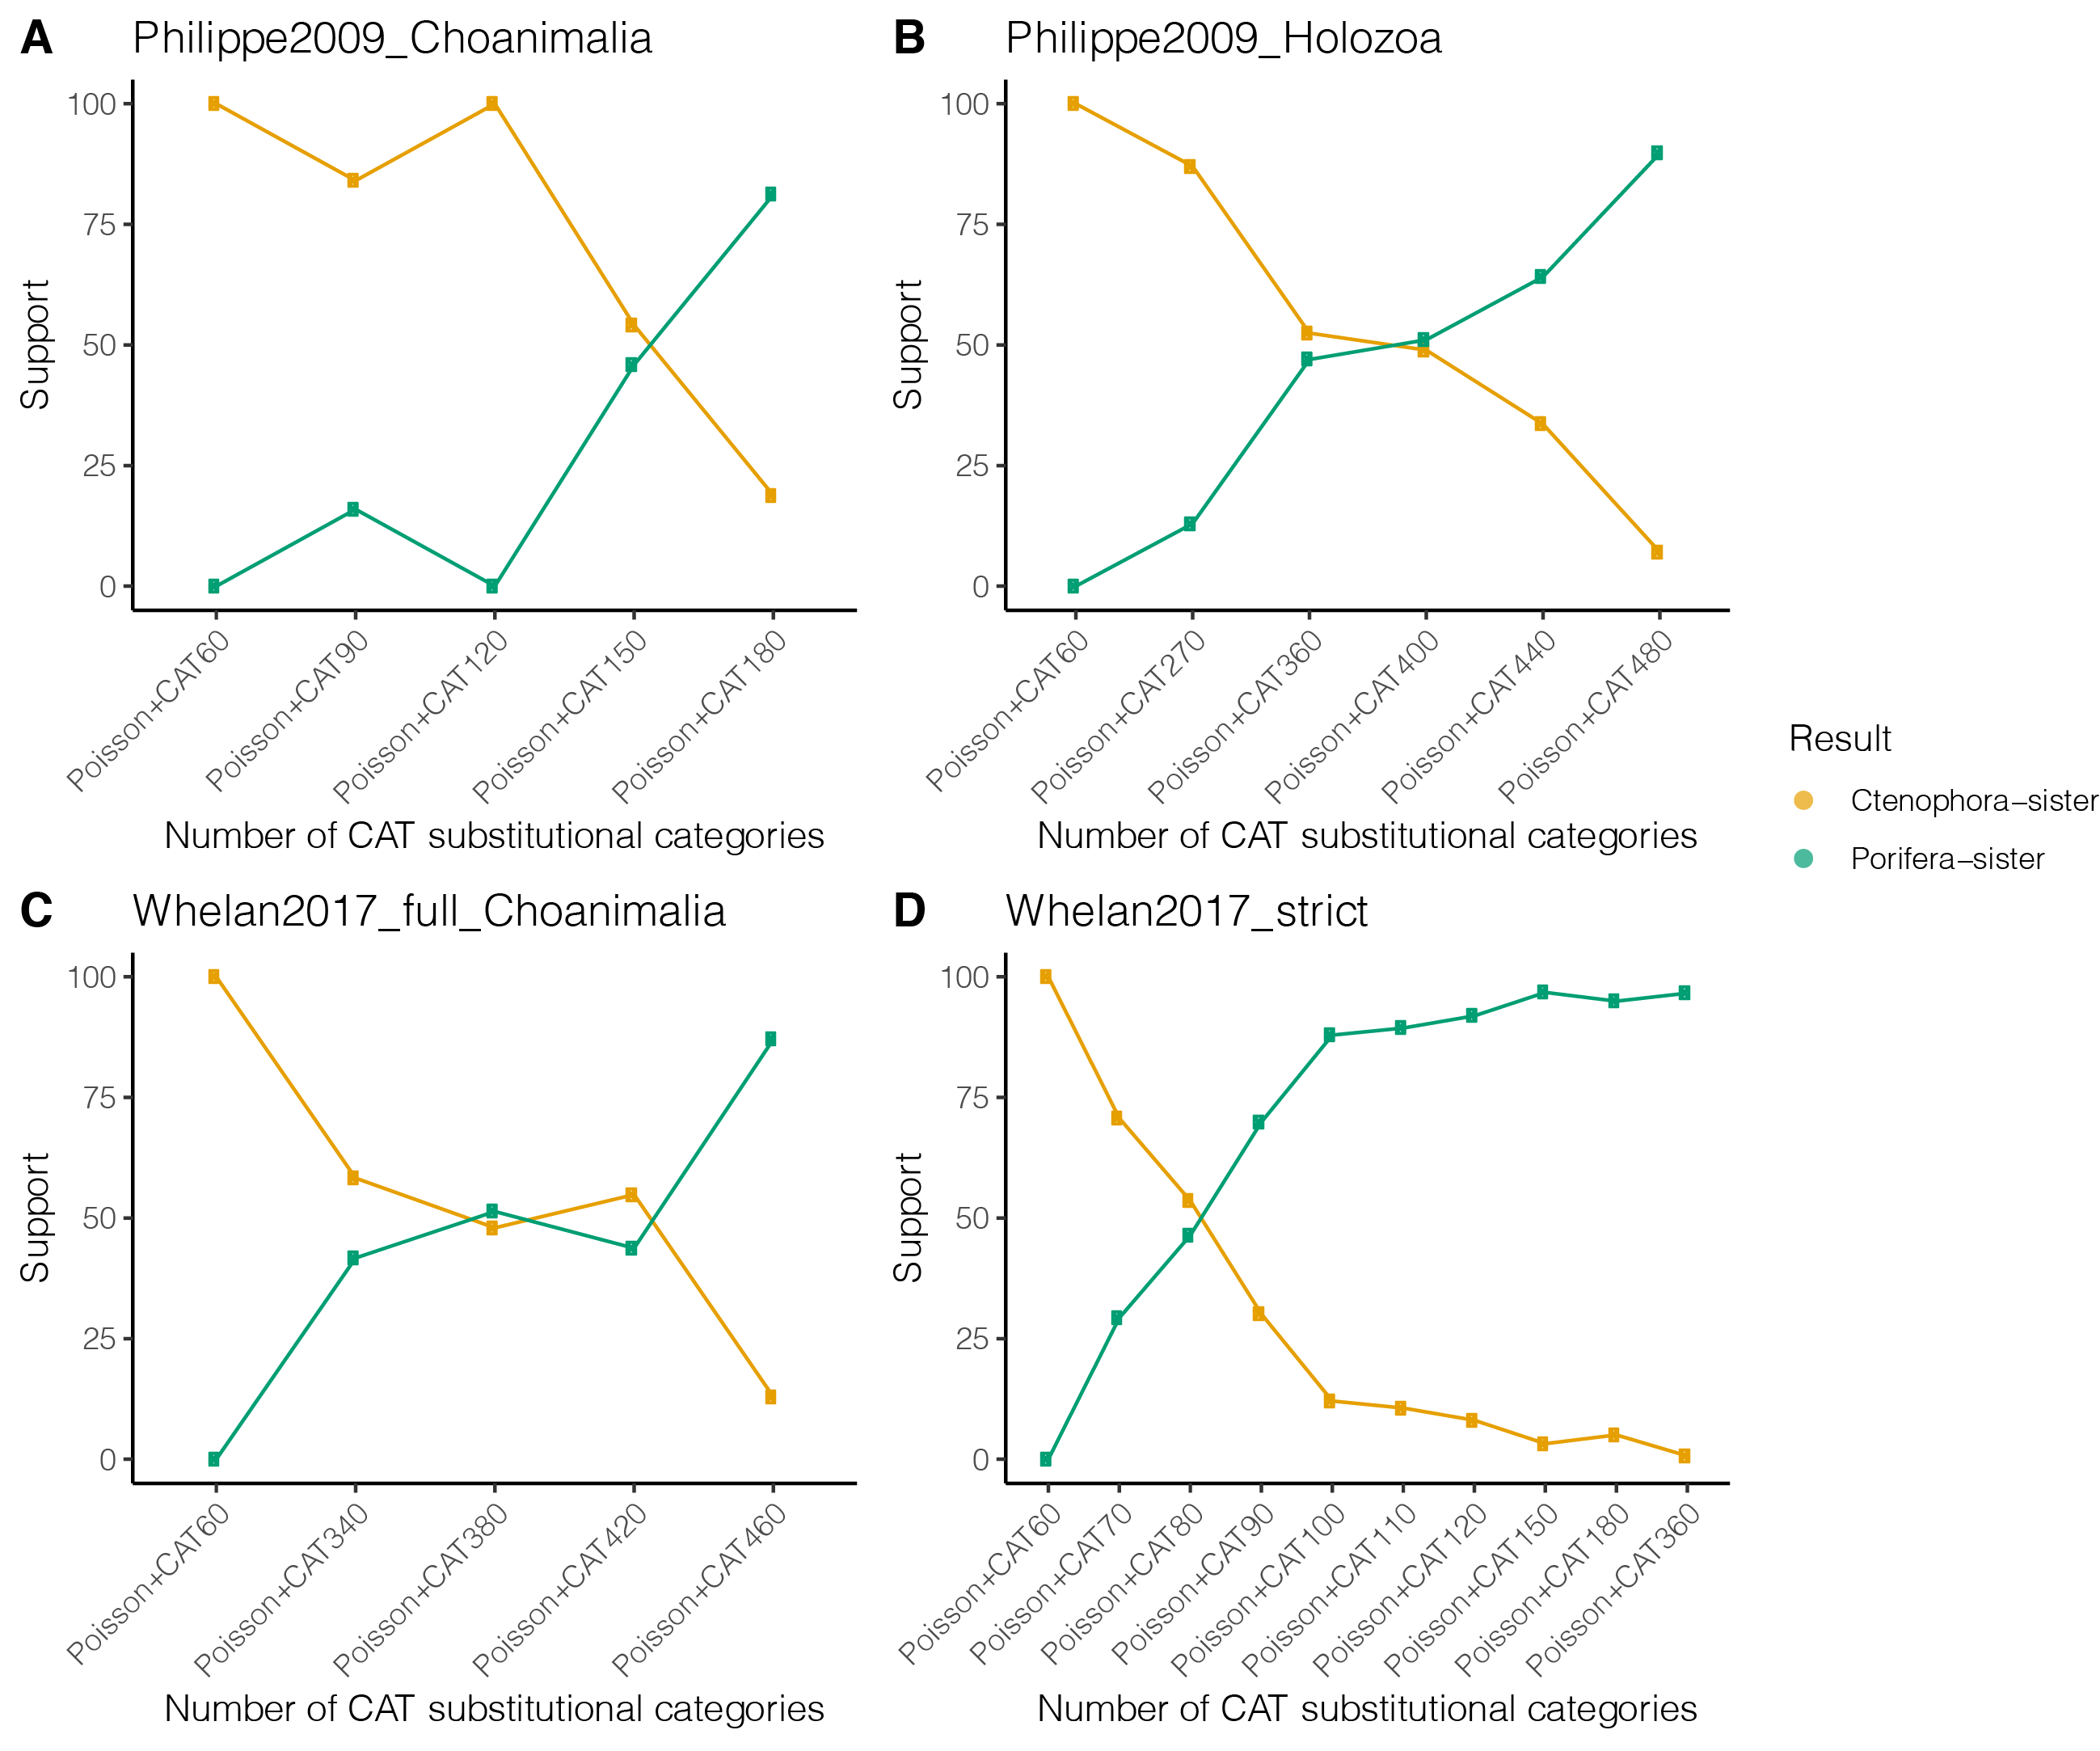 A Philippe2009_Choanimalia
Support
100
75
50
25
0
Poisson+CAT60
Poisson+CAT90
Poisson+CAT120
Poisson+CAT150
Poisson+CAT180
Number of CAT substitutional categories
B Philippe2009_Holozoa
Support
100
75
50
25
0
Poisson+CAT60
Poisson+CAT270
Poisson+CAT360
Poisson+CAT400
Poisson+CAT440
Poisson+CAT480
Number of CAT substitutional categories
Result
Ctenophora–sister
Porifera–sister
C Whelan2017_full_Choanimalia
Support
100
75
50
25
0
Poisson+CAT60
Poisson+CAT340
Poisson+CAT380
Poisson+CAT420
Poisson+CAT460
Number of CAT substitutional categories
D Whelan2017_strict
Support
100
75
50
25
0
Poisson+CAT60
Poisson+CAT70
Poisson+CAT80
Poisson+CAT90
Poisson+CAT100
Poisson+CAT110
Poisson+CAT120
Poisson+CAT150
Poisson+CAT180
Poisson+CAT360
Number of CAT substitutional categories